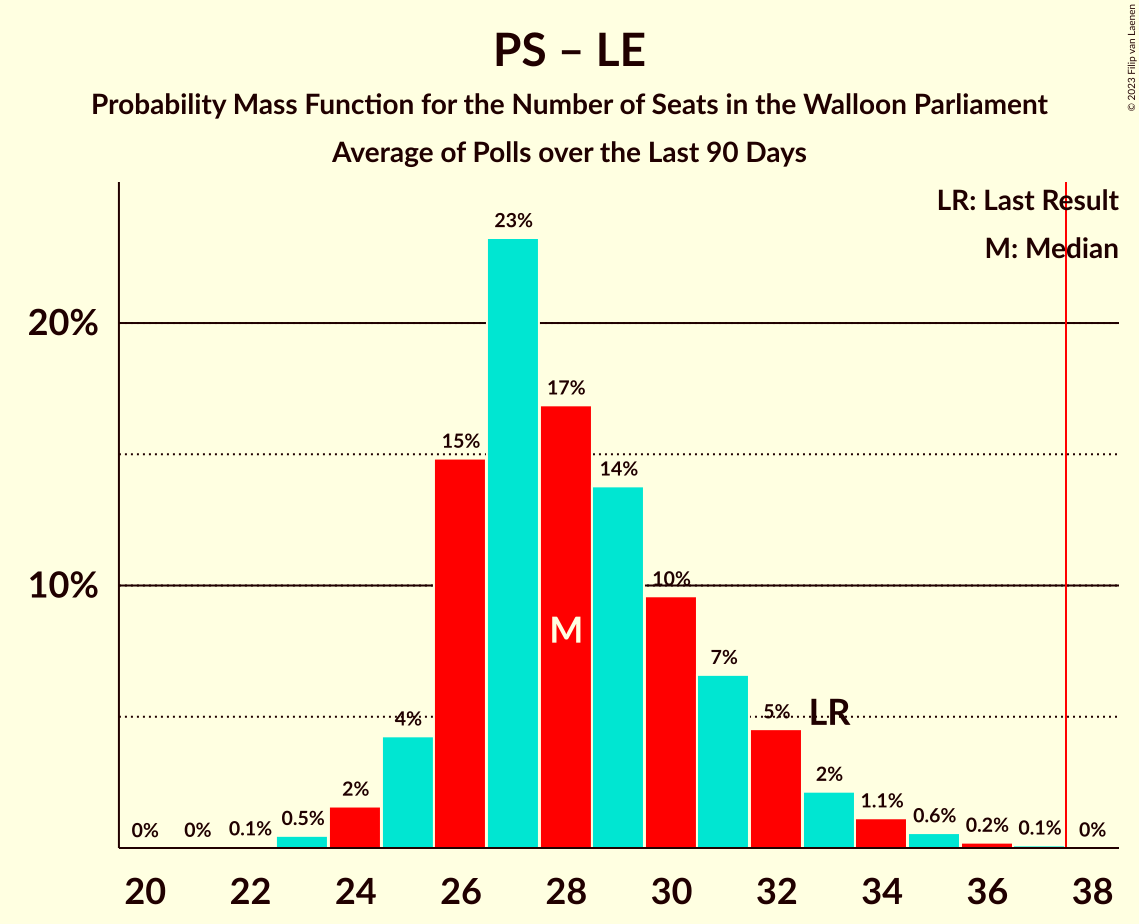 PS – LE
Probability Mass Function for the Number of Seats in the Walloon Parliament
Average of Polls over the Last 90 Days
© 2023 Filip van Laenen
LR: Last Result
M: Median
20%
10%
0%
0%
0.1%
0.5%
2%
4%
15%
23%
17%
14%
10%
7%
5%
2%
1.1%
0.6%
0.2%
0.1%
0%
M
LR
20 22 24 26 28 30 32 34 36 38